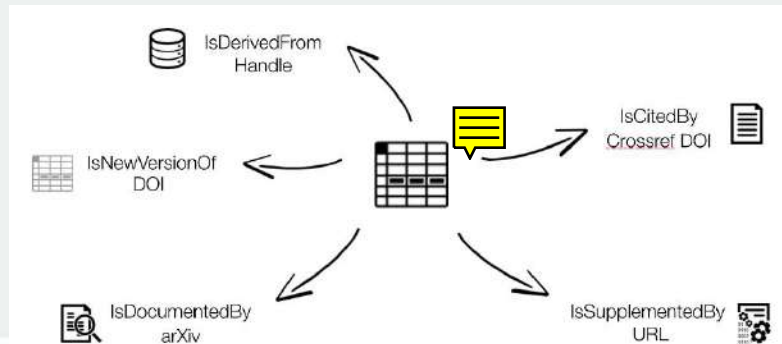 IsDerivedFrom
Handle
IsCitedBy
Crossref DOI
IsNewVersionOf
DOI
IsDocumentedBy
arXiv
IsSupplementedBy
URL